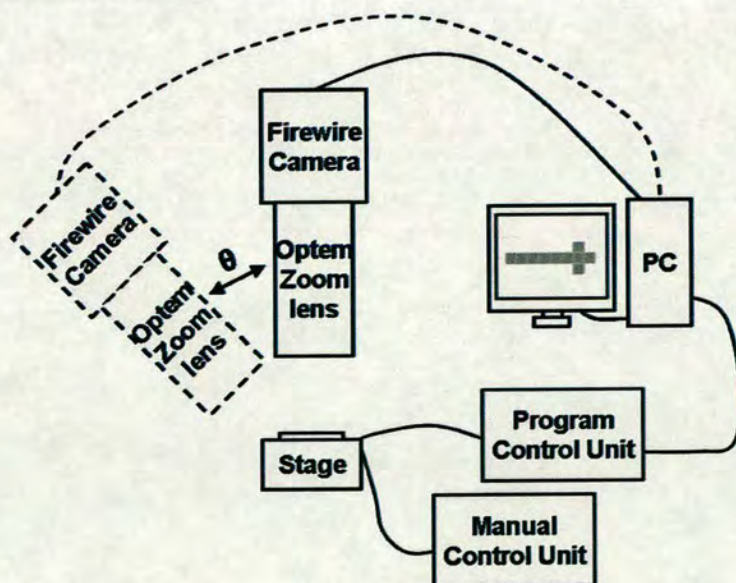 Firewire
Camera
Optem
Zoom
lens
θ
Firewire
Camera
Optem
Zoom
lens
PC
Stage
Program
Control Unit
Manual
Control Unit